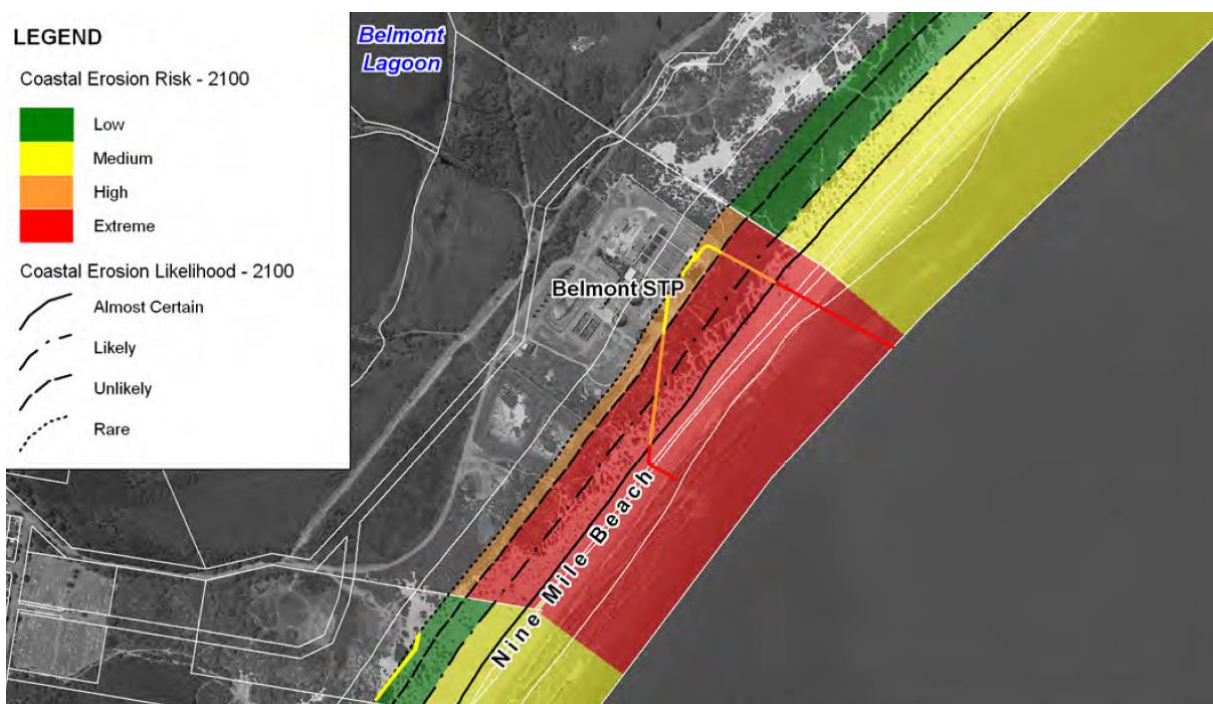 LEGEND
Coastal Erosion Risk - 2100
Low
Medium
High
Extreme
Coastal Erosion Likelihood - 2100
Almost Certain
Likely
Unlikely
Rare
Belmont
Lagoon
Belmont STP
Nine Mile Beach